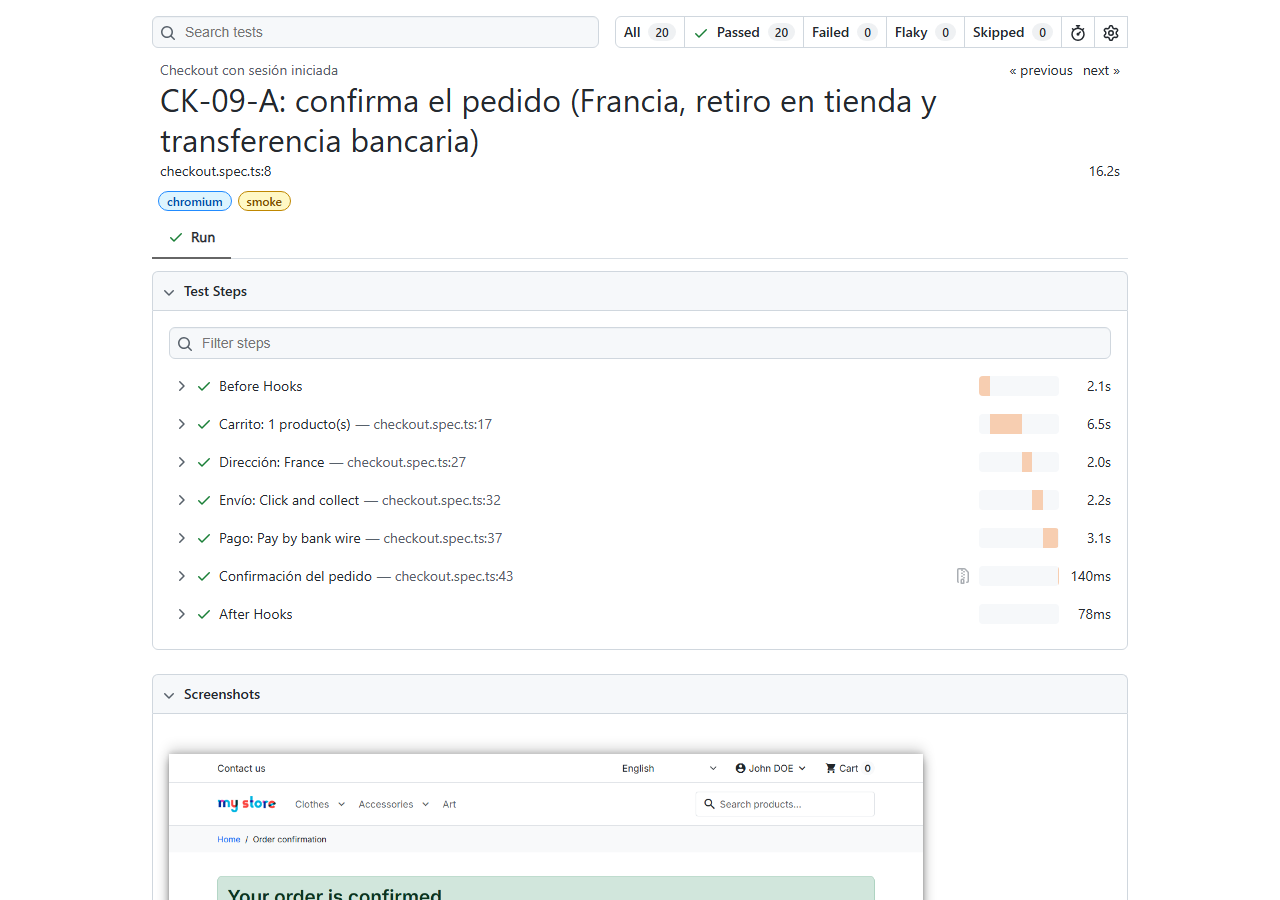 Search tests
All 20
Passed 20
Failed 0
Flaky 0
Skipped 0
Checkout con sesión iniciada
« previous next »
CK-09-A: confirma el pedido (Francia, retiro en tienda y
transferencia bancaria)
checkout.spec.ts:8
16.2s
chromium
smoke
Run
Test Steps
Filter steps
Before Hooks 2.1s
Carrito: 1 producto(s) — checkout.spec.ts:17 6.5s
Dirección: France — checkout.spec.ts:27 2.0s
Envío: Click and collect — checkout.spec.ts:32 2.2s
Pago: Pay by bank wire — checkout.spec.ts:37 3.1s
Confirmación del pedido — checkout.spec.ts:43 140ms
After Hooks 78ms
Screenshots
Contact us
English
John DOE
Cart 0
my store
Clothes
Accessories
Art
Search products...
Home / Order confirmation
Your order is confirmed